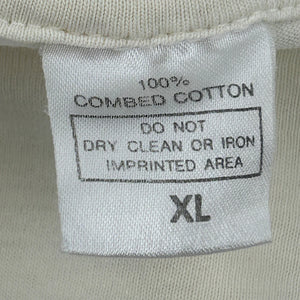 100%
COMBED COTTON
DO NOT
DRY CLEAN OR IRON
IMPRINTED AREA
XL